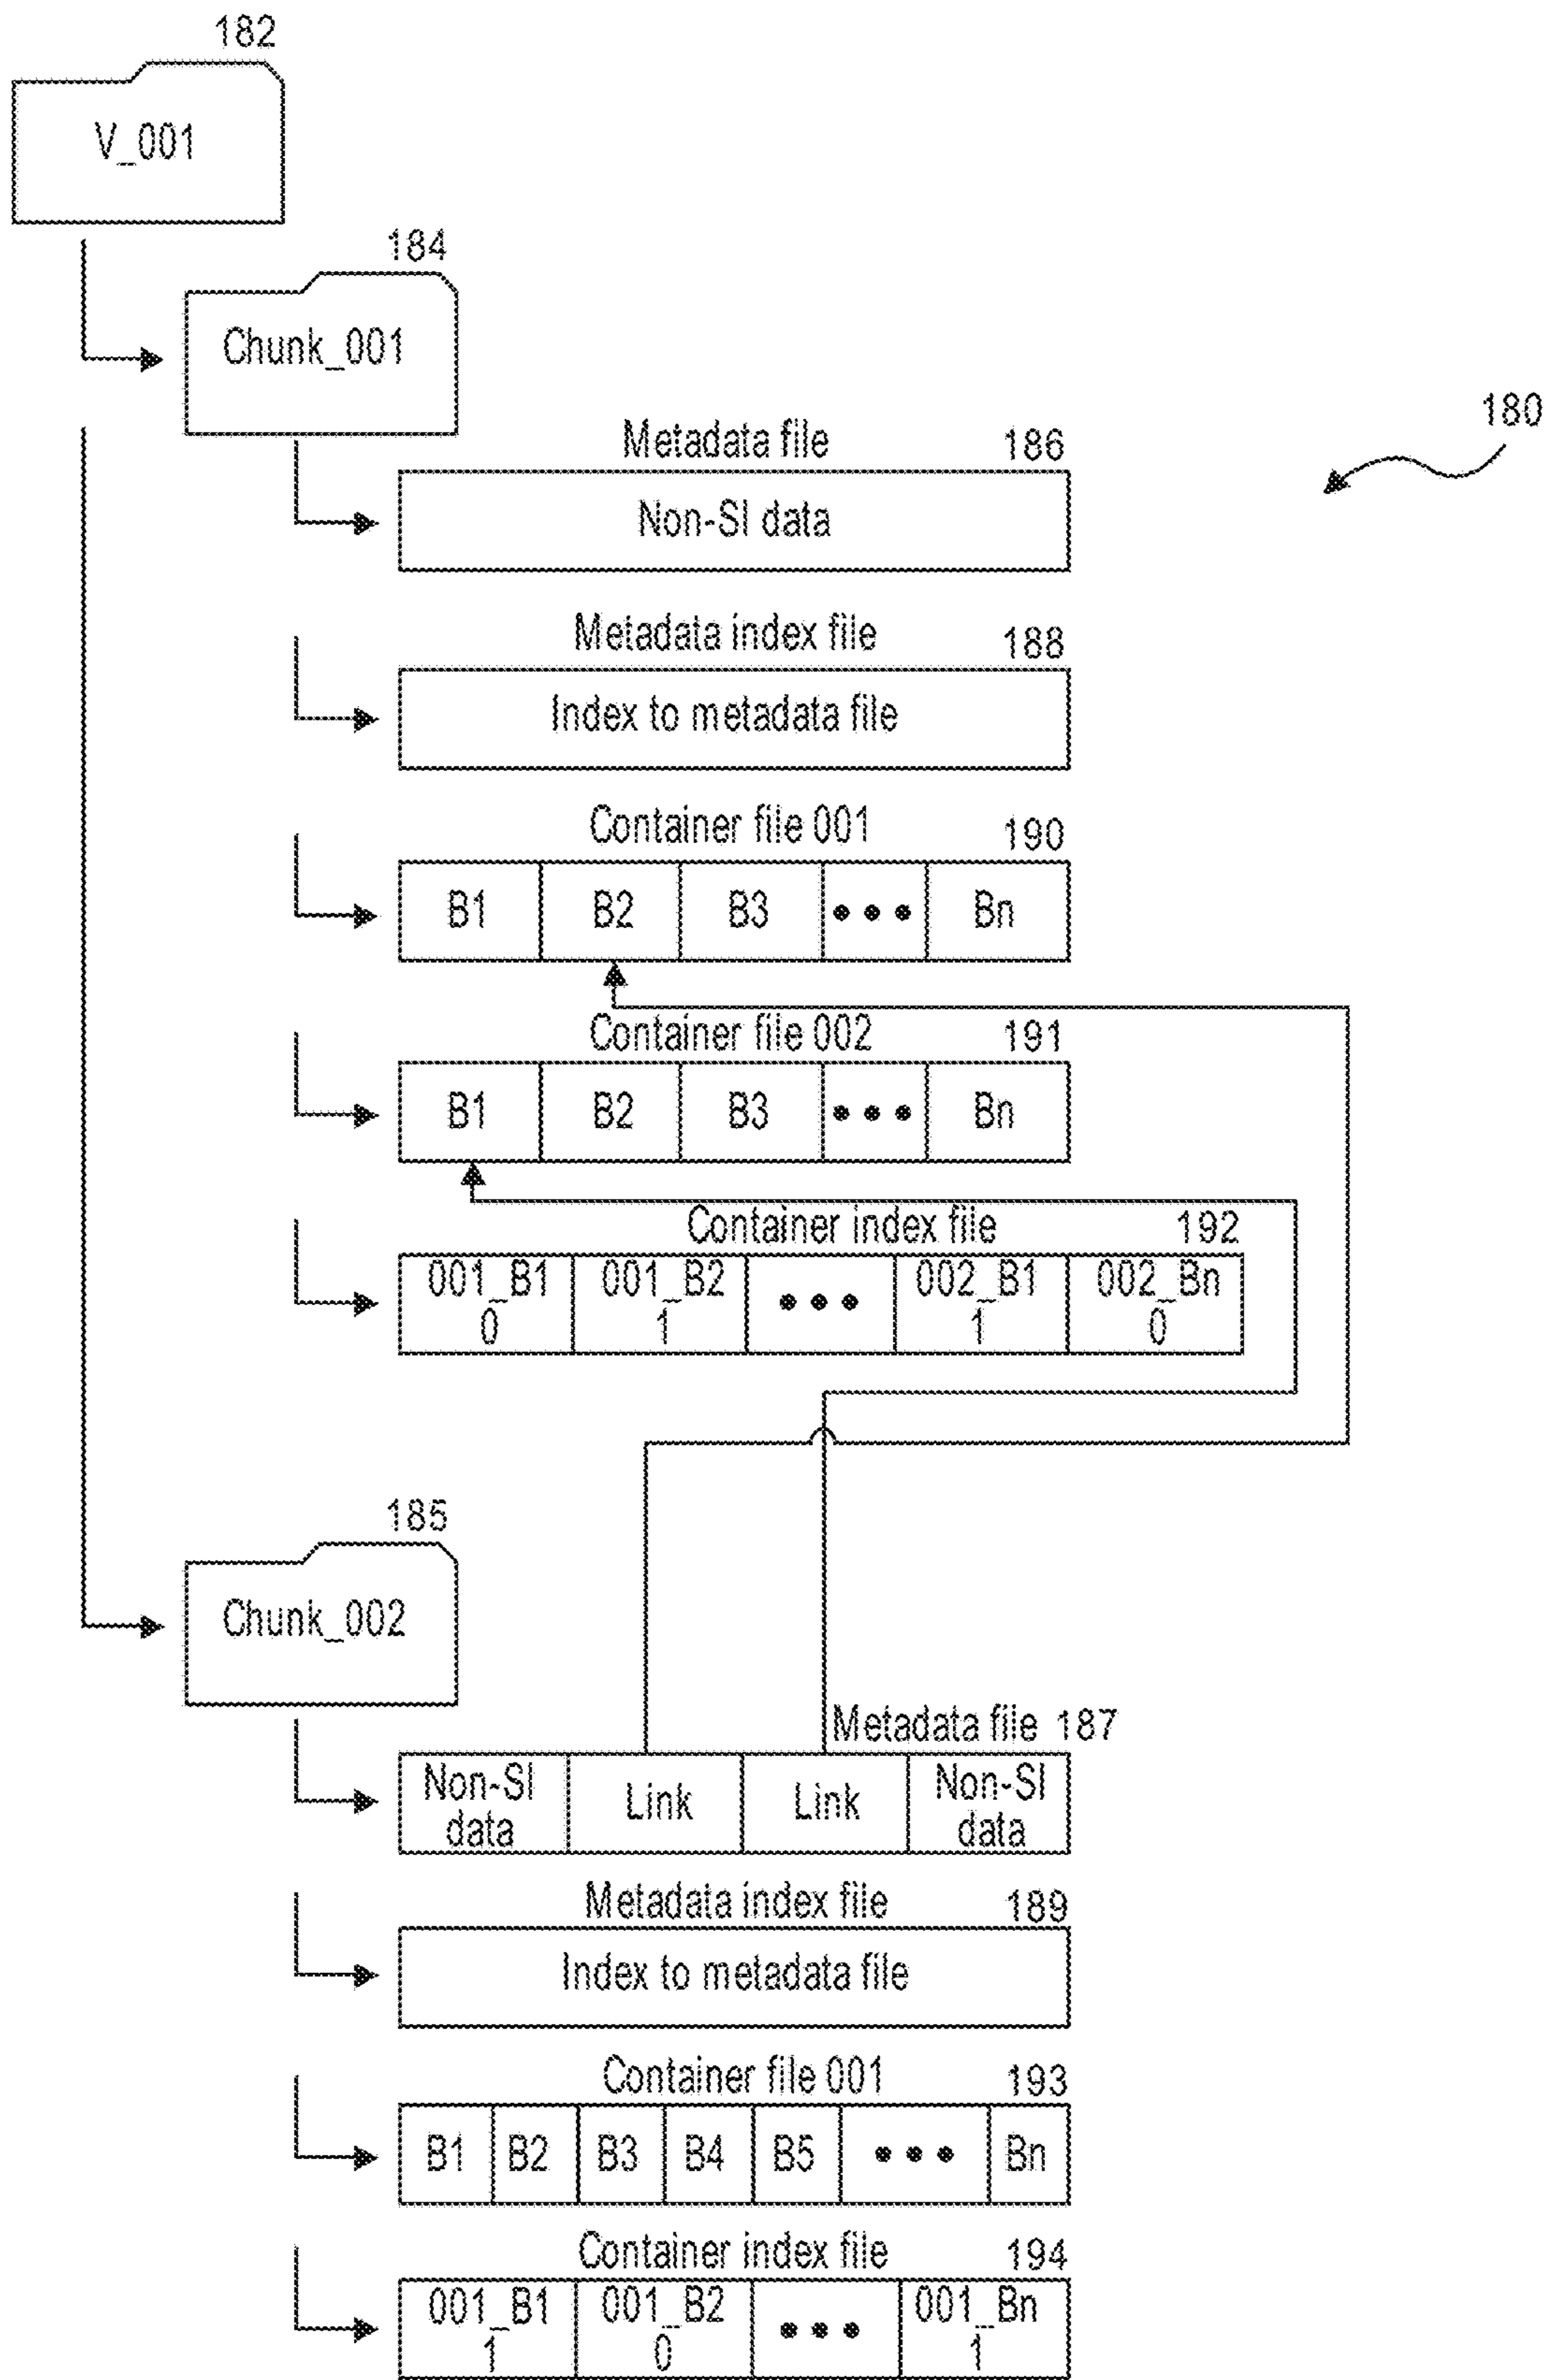 182
V_001
184
Chunk_001
180
Metadata file 186
Non-SI data
Metadata index file 188
Index to metadata file
Container file 001 190
B1 B2 B3 ••• Bn
Container file 002 191
B1 B2 B3 ••• Bn
Container index file 192
001_B1 001_B2 ••• 002_B1 002_Bn
0 1 1 0
185
Chunk_002
Metadata file 187
Non-SI Link Link Non-SI
data data
Metadata index file 189
Index to metadata file
Container file 001 193
B1 B2 B3 B4 B5 ••• Bn
Container index file 194
001_B1 001_B2 ••• 001_Bn
1 0 1